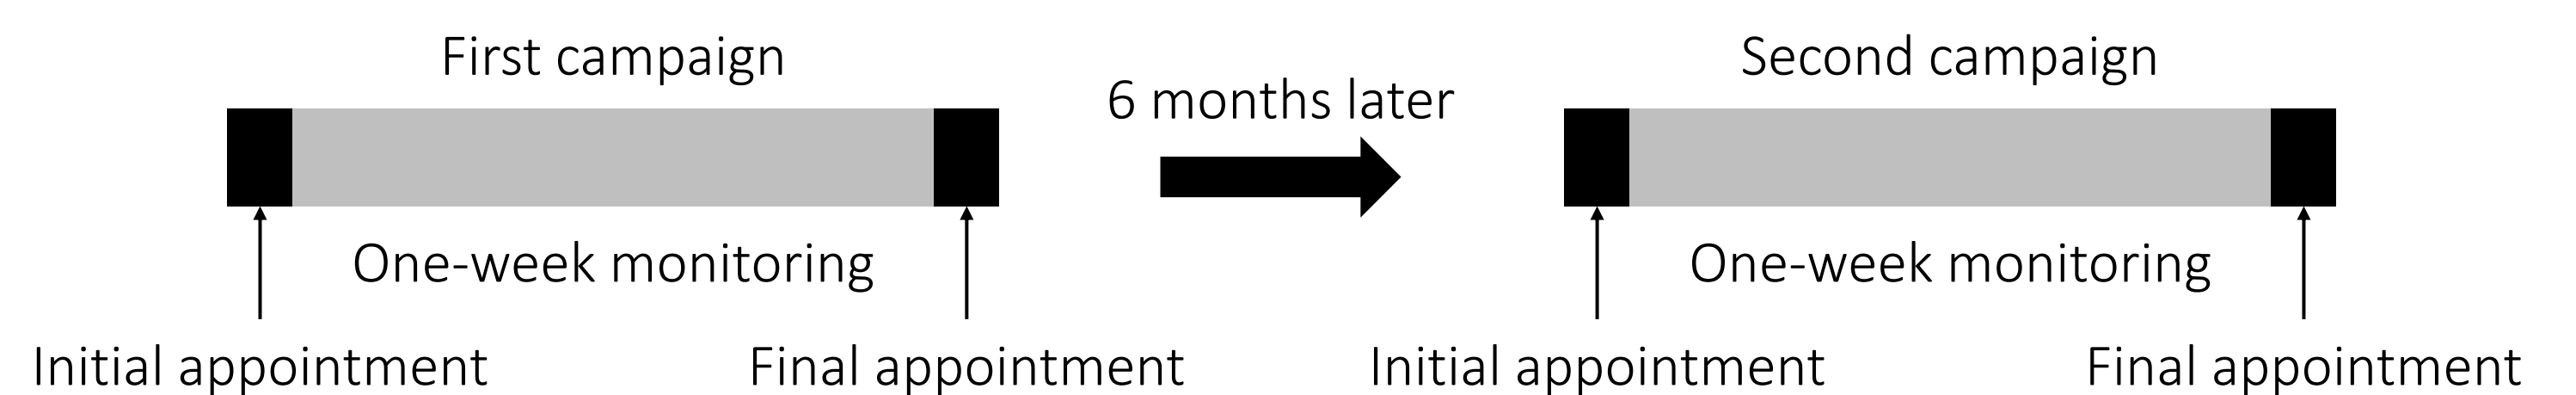 First campaign
6 months later
Second campaign
One-week monitoring
One-week monitoring
Initial appointment
Final appointment
Initial appointment
Final appointment